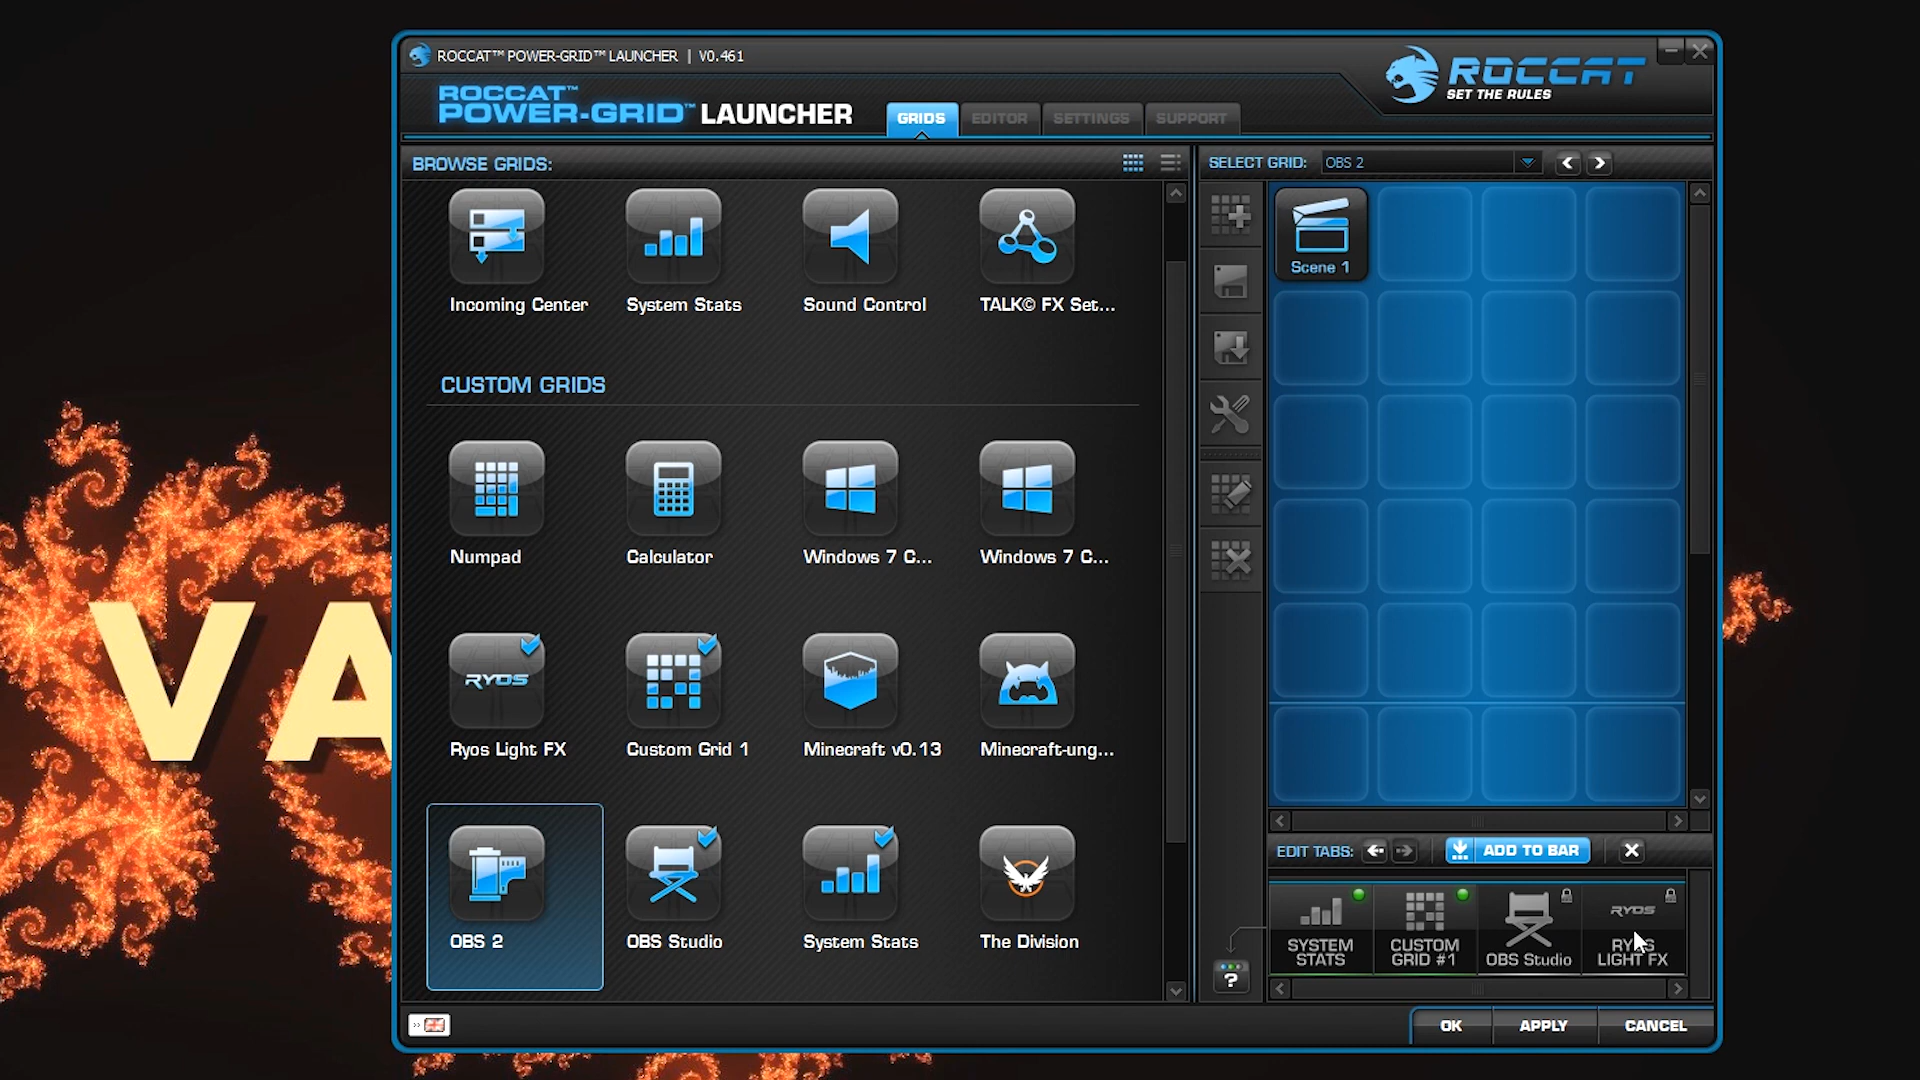 ROCCAT™ POWER-GRID™ LAUNCHER | V0.461
ROCCAT™
POWER-GRID™ LAUNCHER
GRIDS
EDITOR
SETTINGS
SUPPORT
ROCCAT
SET THE RULES
BROWSE GRIDS:
SELECT GRID:
OBS 2
Incoming Center
System Stats
Sound Control
TALK© FX Set...
Scene 1
CUSTOM GRIDS
Numpad
Calculator
Windows 7 C...
Windows 7 C...
RYOS
Ryos Light FX
Custom Grid 1
Minecraft v0.13
Minecraft-ung...
OBS 2
OBS Studio
System Stats
The Division
EDIT TABS:
ADD TO BAR
SYSTEM
STATS
CUSTOM
GRID #1
OBS Studio
RYOS
RYOS
LIGHT FX
?
OK
APPLY
CANCEL
VA